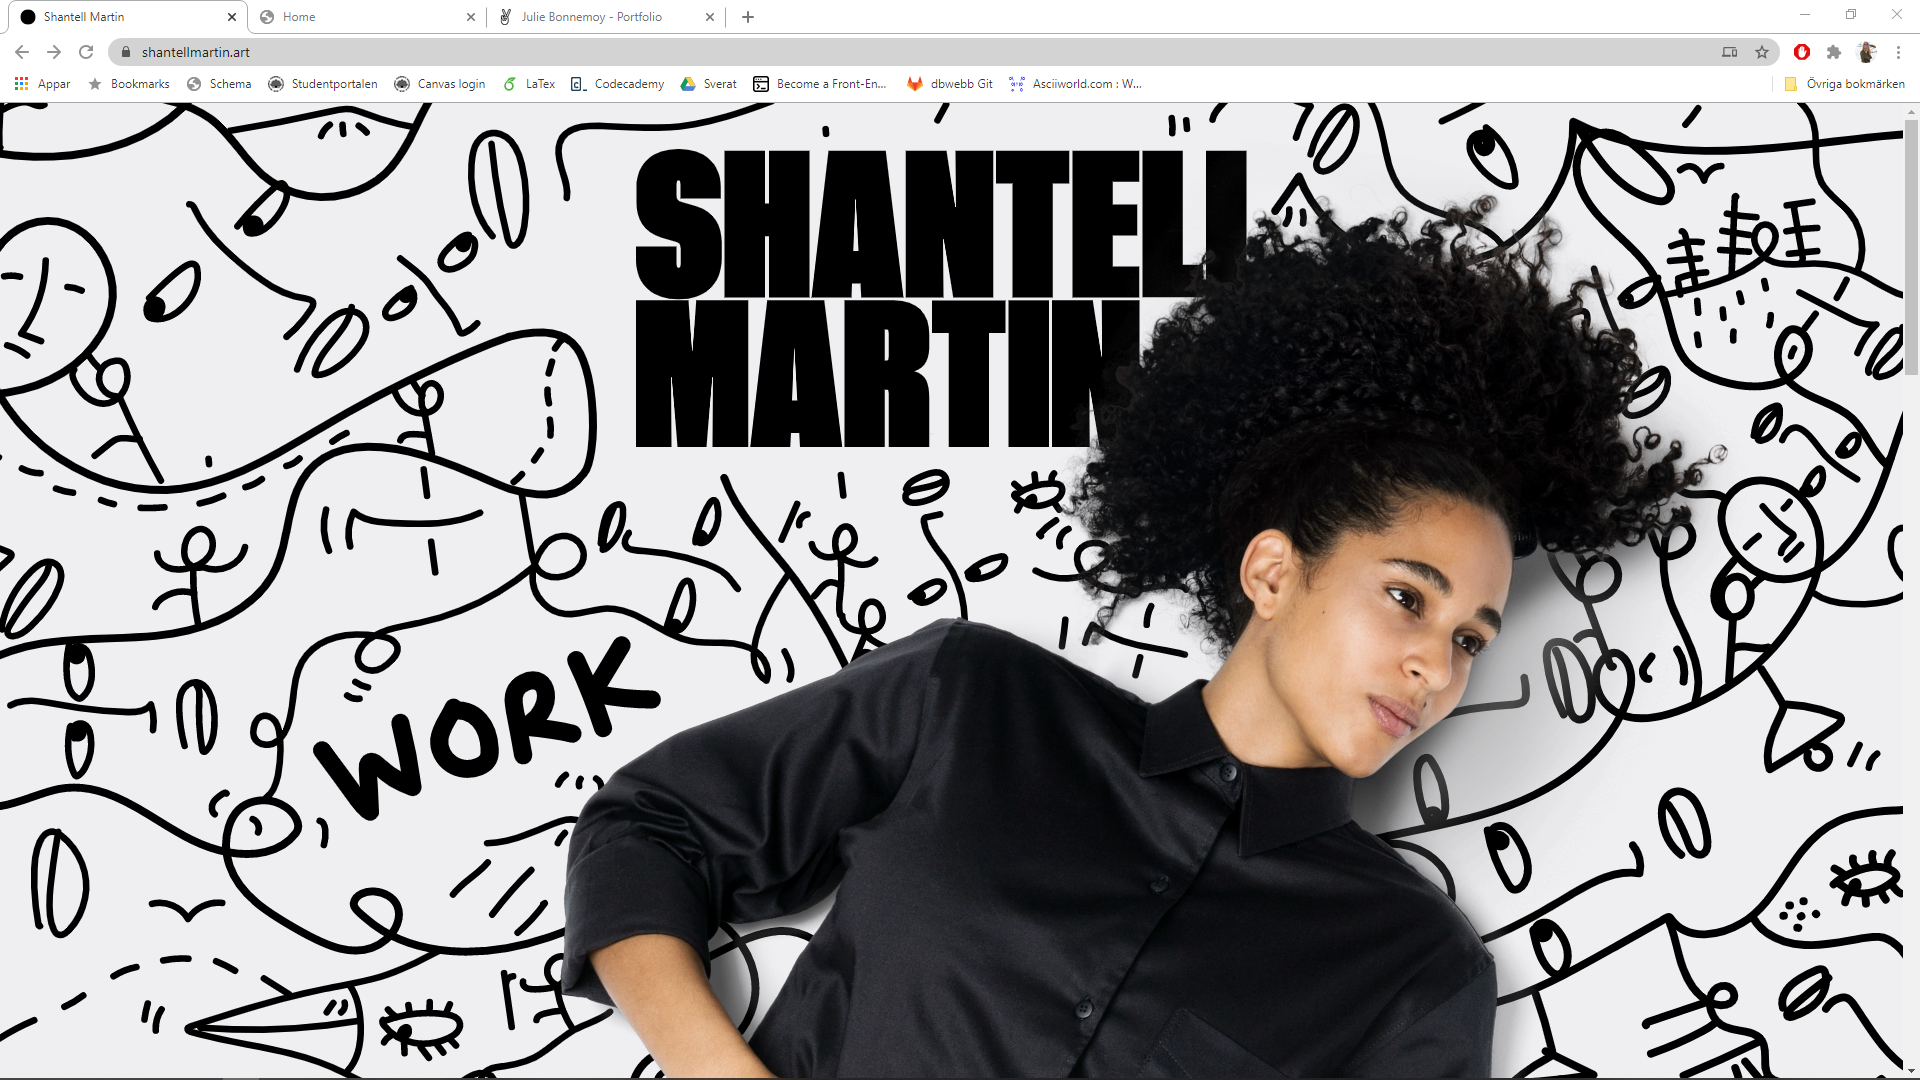 Shantell Martin
Home
Julie Bonnemoy - Portfolio
shantellmartin.art
Appar
Bookmarks
Schema
Studentportalen
Canvas login
LaTex
Codecademy
Sverat
Become a Front-En...
dbwebb Git
Asciiworld.com : W...
Övriga bokmärken
SHANTELL
MARTIN
WORK